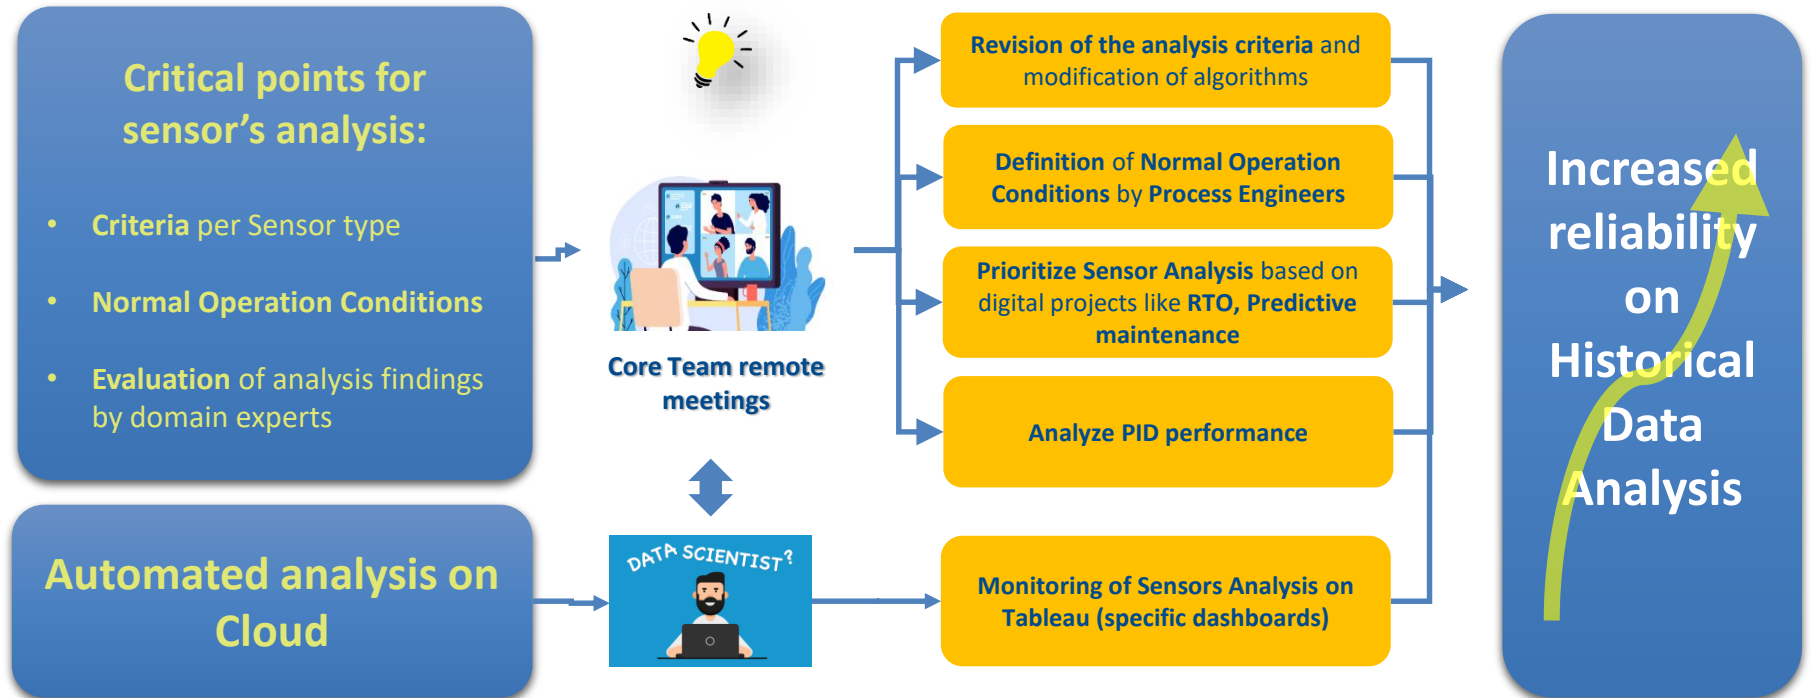 Critical points for
sensor’s analysis:
• Criteria per Sensor type
• Normal Operation Conditions
• Evaluation of analysis findings
by domain experts
Automated analysis on
Cloud
Core Team remote
meetings
DATA SCIENTIST?
Revision of the analysis criteria and
modification of algorithms
Definition of Normal Operation
Conditions by Process Engineers
Prioritize Sensor Analysis based on
digital projects like RTO, Predictive
maintenance
Analyze PID performance
Monitoring of Sensors Analysis on
Tableau (specific dashboards)
Increased
reliability
on
Historical
Data
Analysis